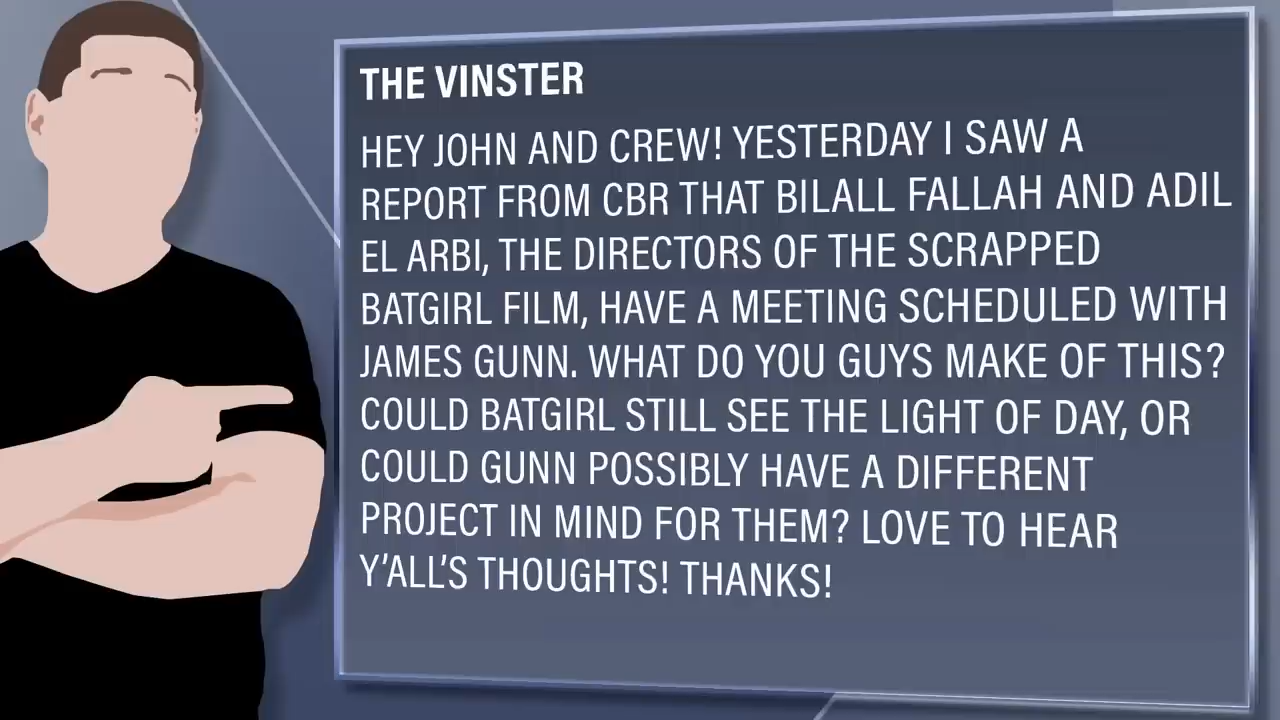 THE VINSTER
HEY JOHN AND CREW! YESTERDAY I SAW A
REPORT FROM CBR THAT BILALL FALLAH AND ADIL
EL ARBI, THE DIRECTORS OF THE SCRAPPED
BATGIRL FILM, HAVE A MEETING SCHEDULED WITH
JAMES GUNN. WHAT DO YOU GUYS MAKE OF THIS?
COULD BATGIRL STILL SEE THE LIGHT OF DAY, OR
COULD GUNN POSSIBLY HAVE A DIFFERENT
PROJECT IN MIND FOR THEM? LOVE TO HEAR
Y'ALL'S THOUGHTS! THANKS!